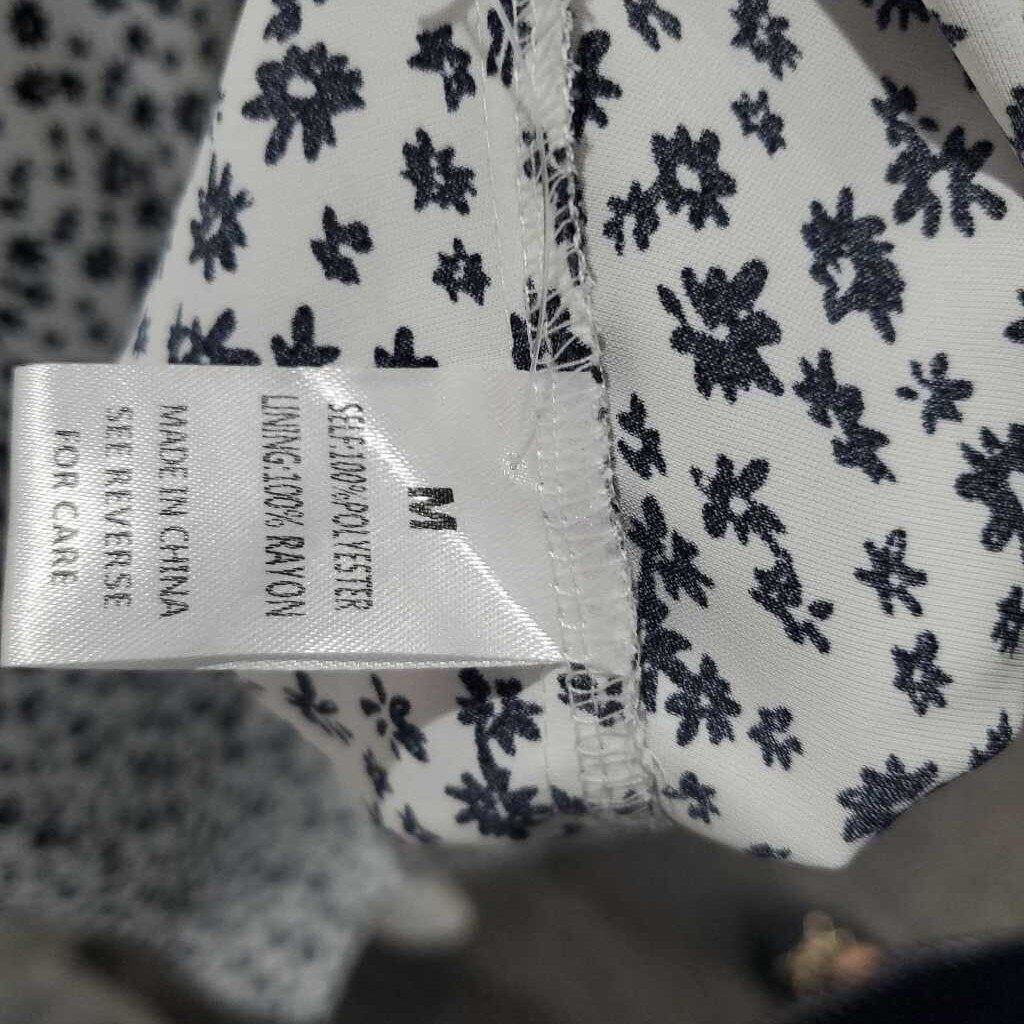 M
SELF:100%POLYESTER
LINING:100% RAYON
MADE IN CHINA
SEE REVERSE
FOR CARE